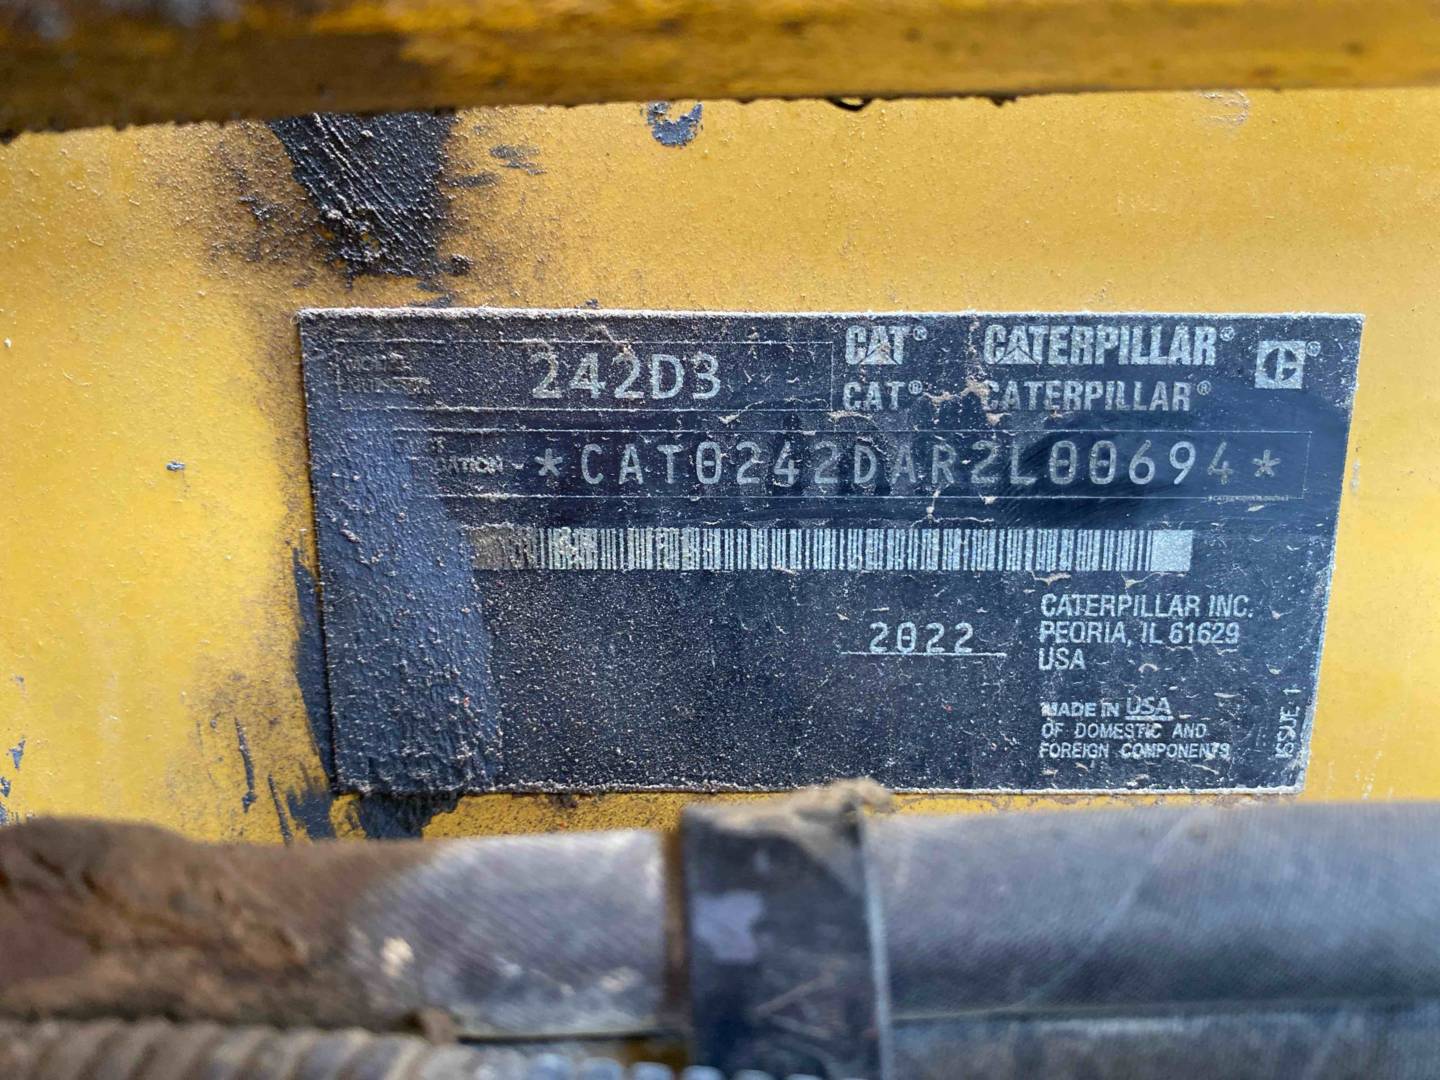 242D3
CAT® CATERPILLAR®
CAT® CATERPILLAR®
*CAT0242DAR2L00694*
2022
CATERPILLAR INC.
PEORIA, IL 61629
USA
MADE IN USA
OF DOMESTIC AND
FOREIGN COMPONENTS
ISSUE 1